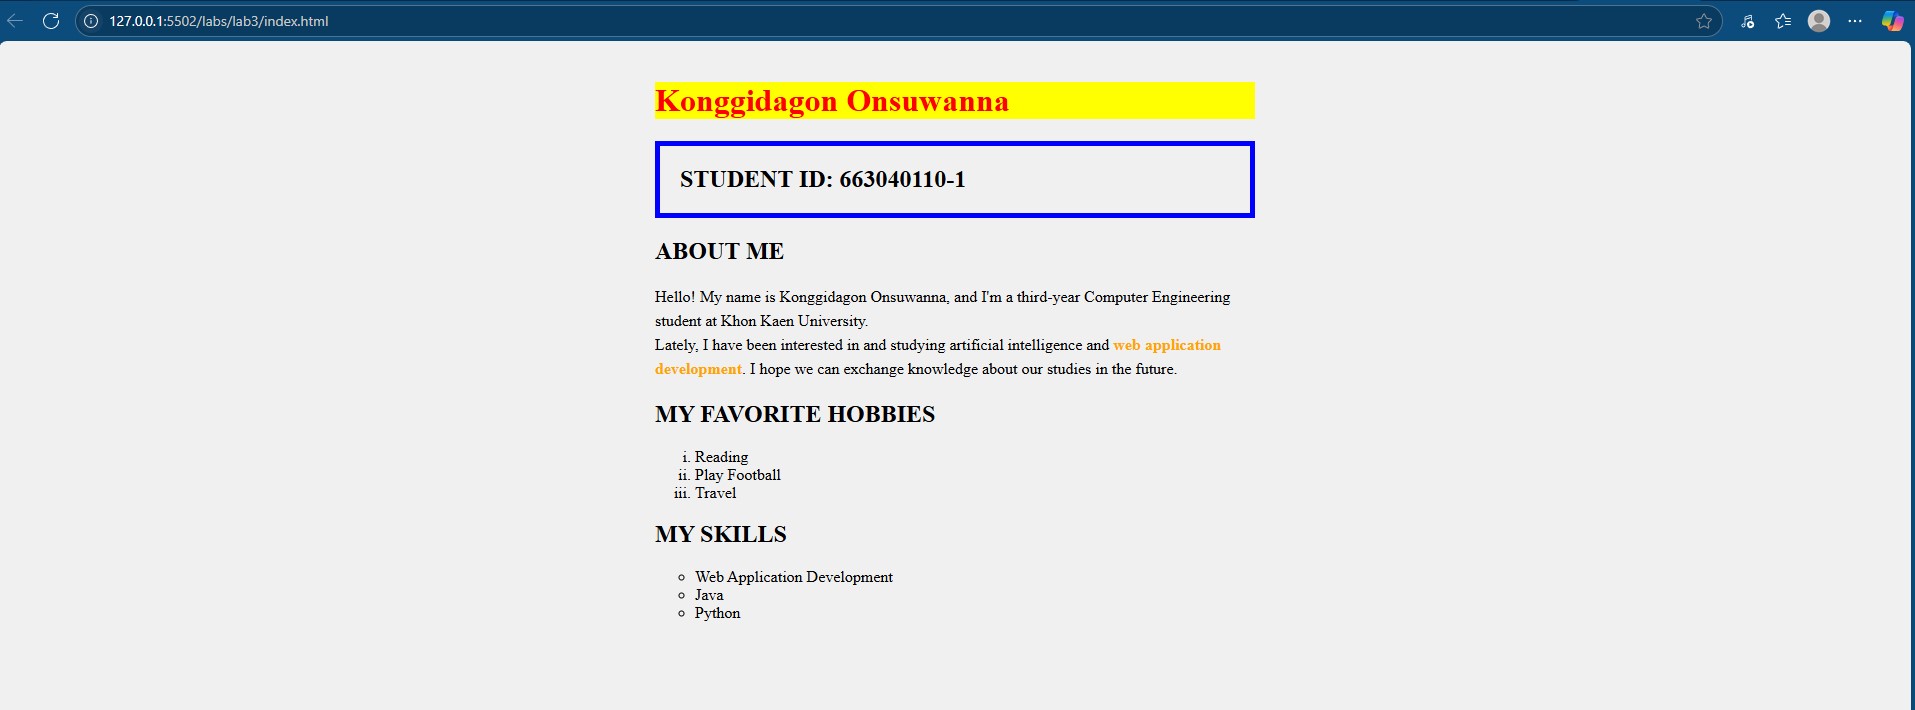 127.0.0.1:5502/labs/lab3/index.html
Konggidagon Onsuwanna
STUDENT ID: 663040110-1
ABOUT ME
Hello! My name is Konggidagon Onsuwanna, and I'm a third-year Computer Engineering
student at Khon Kaen University.
Lately, I have been interested in and studying artificial intelligence and web application
development. I hope we can exchange knowledge about our studies in the future.
MY FAVORITE HOBBIES
i. Reading
ii. Play Football
iii. Travel
MY SKILLS
Web Application Development
Java
Python